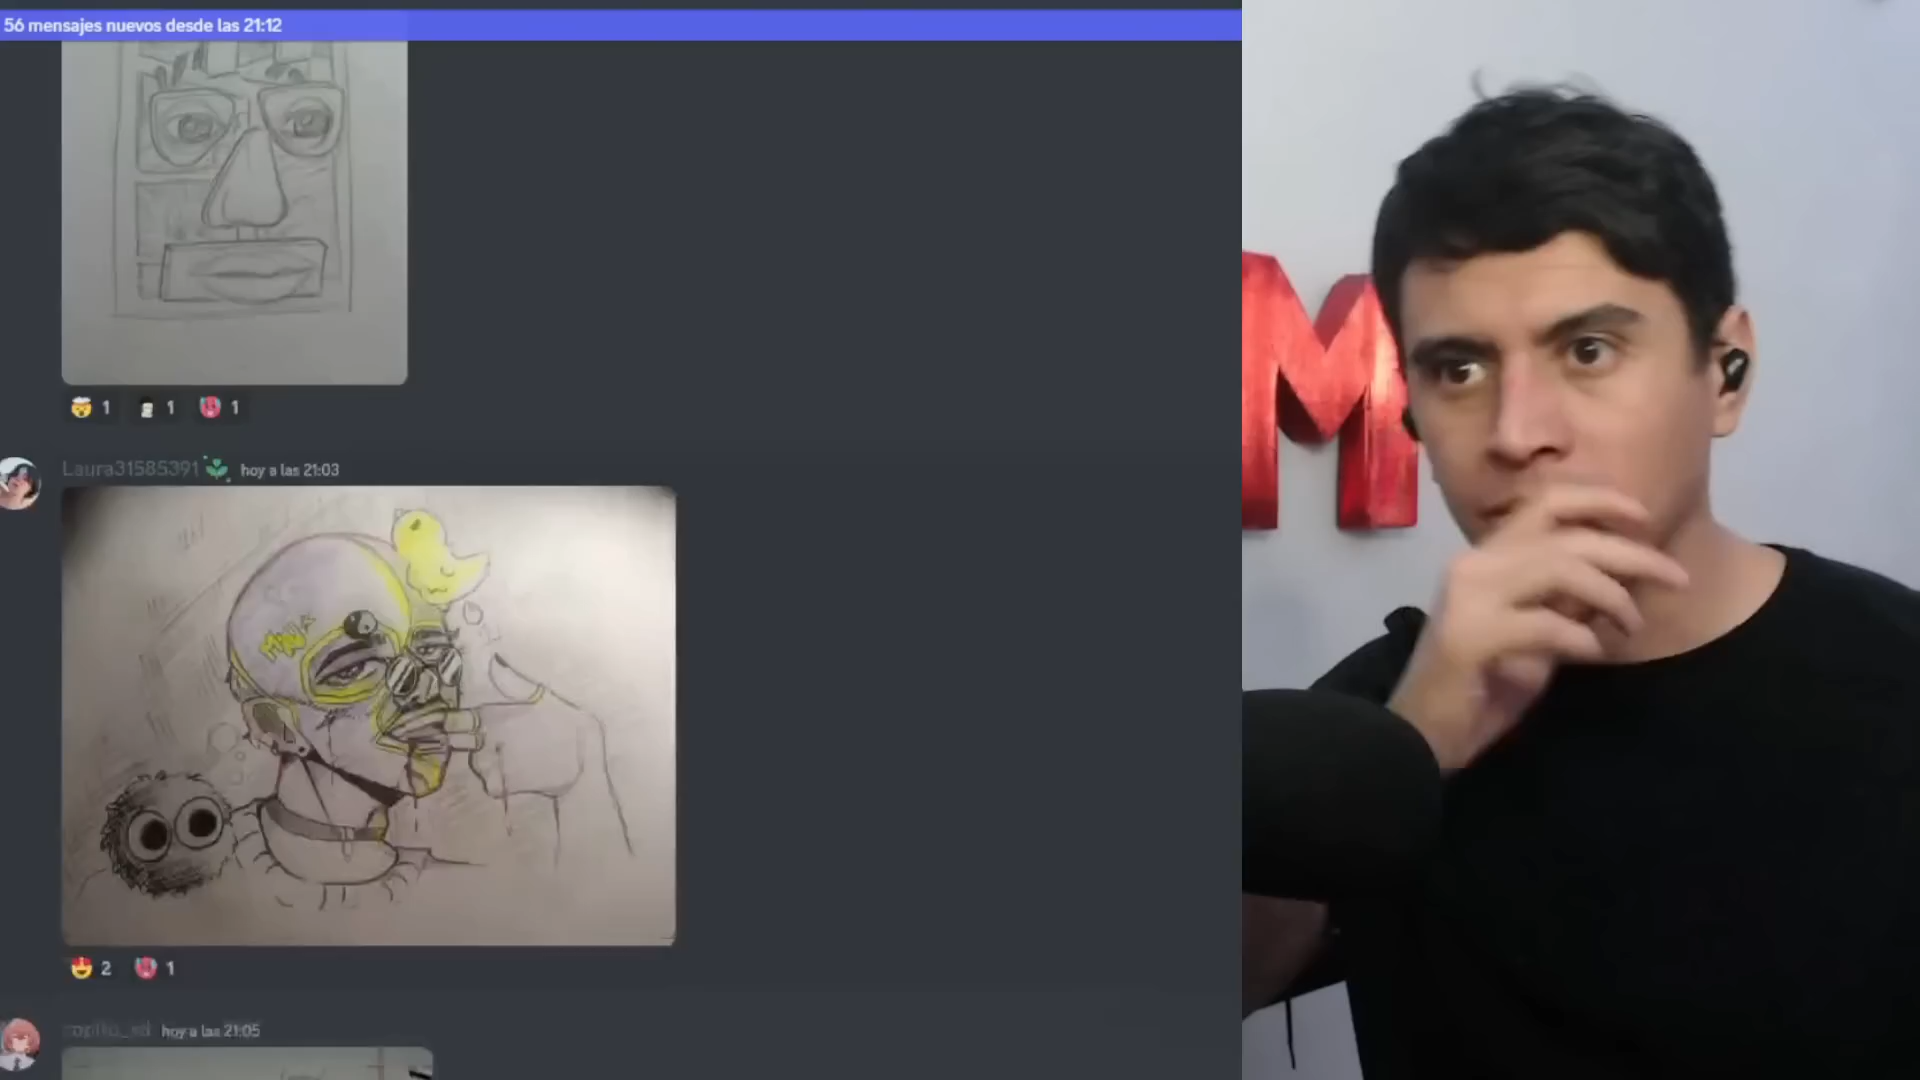 56 mensajes nuevos desde las 21:12
1 1 1
Laura31585391 hoy a las 21:03
2 1
hoy a las 21:05
M